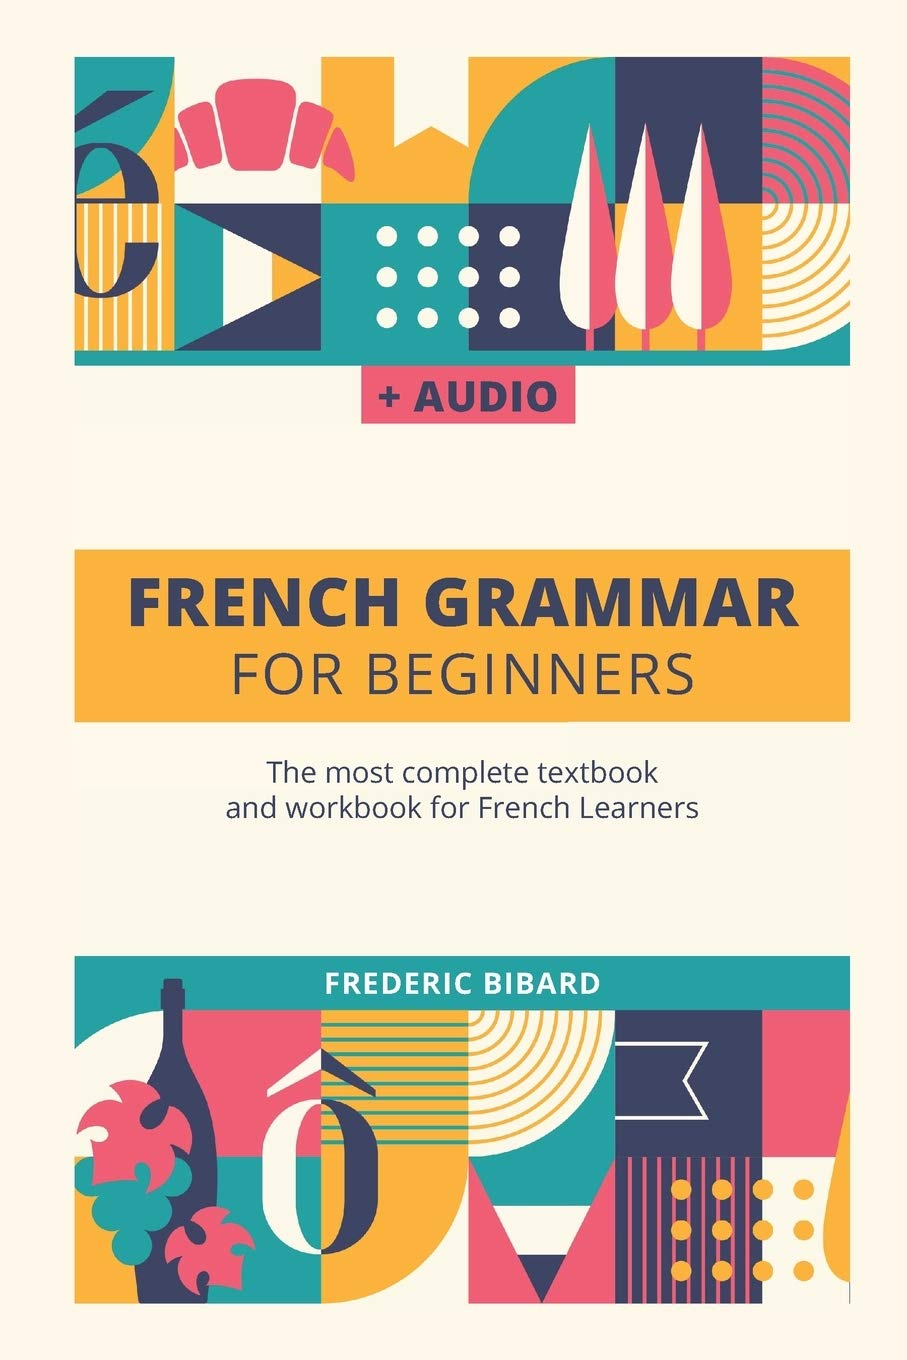 é
+ AUDIO
FRENCH GRAMMAR
FOR BEGINNERS
The most complete textbook
and workbook for French Learners
FREDERIC BIBARD
ô